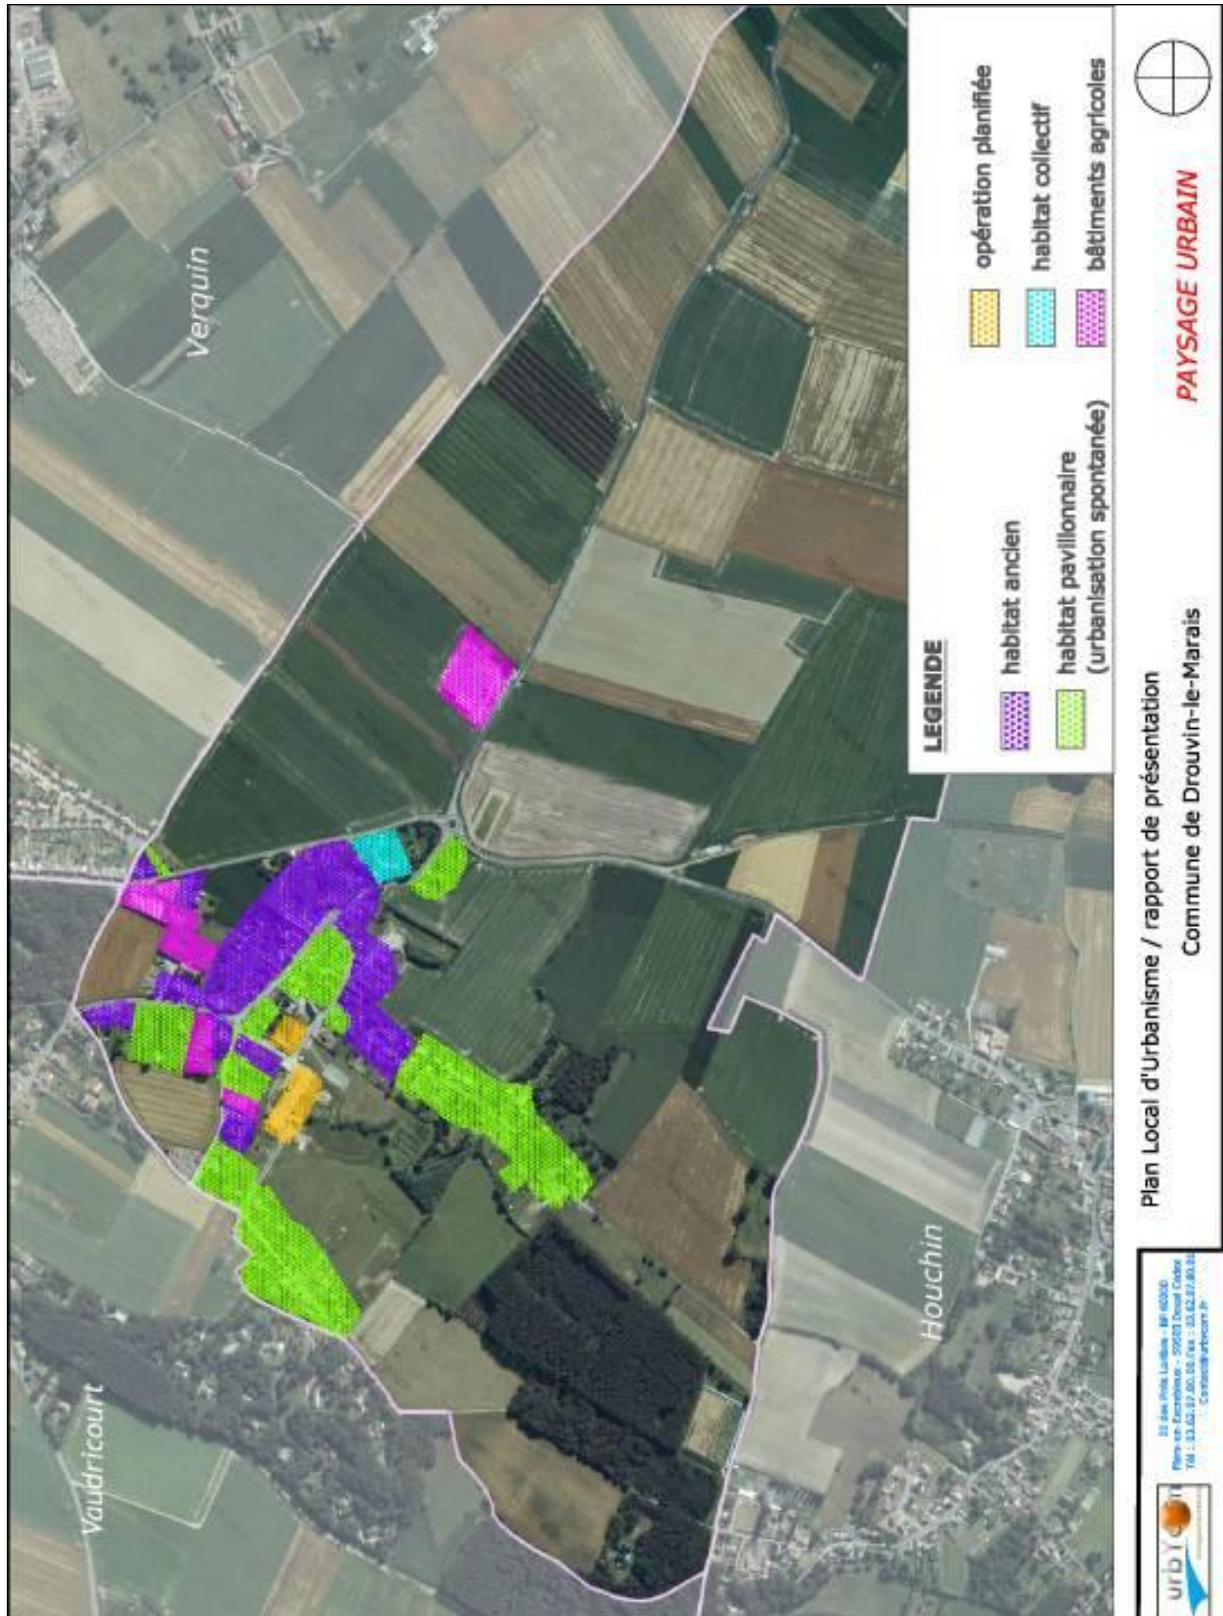 Vaudricourt
Verquin
Houchin
LEGENDE
habitat ancien
habitat pavillonnaire
(urbanisation spontanée)
opération planifiée
habitat collectif
bâtiments agricoles
Plan Local d'Urbanisme / rapport de présentation
Commune de Drouvin-le-Marais
PAYSAGE URBAIN
urbYcom